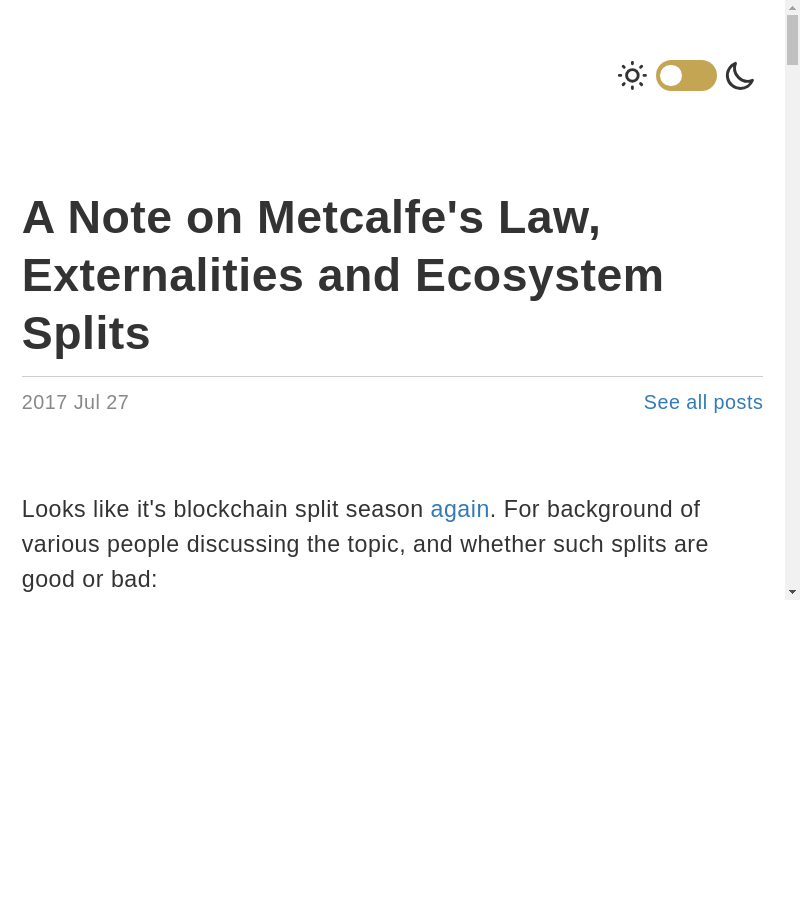 A Note on Metcalfe's Law,
Externalities and Ecosystem
Splits
2017 Jul 27
See all posts
Looks like it's blockchain split season again. For background of
various people discussing the topic, and whether such splits are
good or bad: